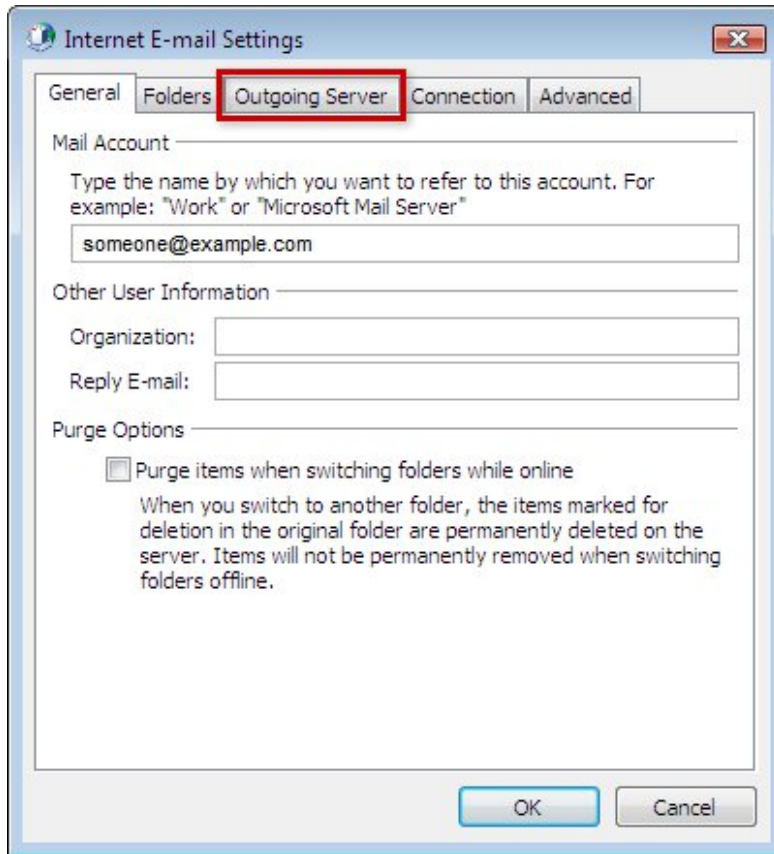 Internet E-mail Settings
General Folders Outgoing Server Connection Advanced
Mail Account
Type the name by which you want to refer to this account. For
example: "Work" or "Microsoft Mail Server"
someone@example.com
Other User Information
Organization:
Reply E-mail:
Purge Options
Purge items when switching folders while online
When you switch to another folder, the items marked for
deletion in the original folder are permanently deleted on the
server. Items will not be permanently removed when switching
folders offline.
OK Cancel